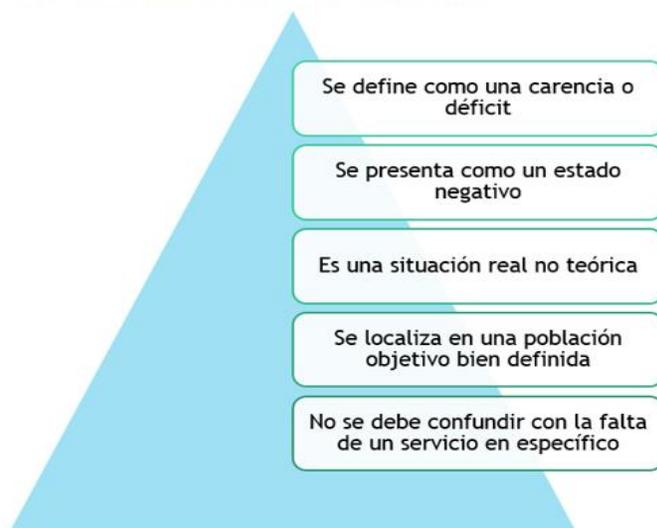 Se define como una carencia o
déficit
Se presenta como un estado
negativo
Es una situación real no teórica
Se localiza en una población
objetivo bien definida
No se debe confundir con la falta
de un servicio en específico